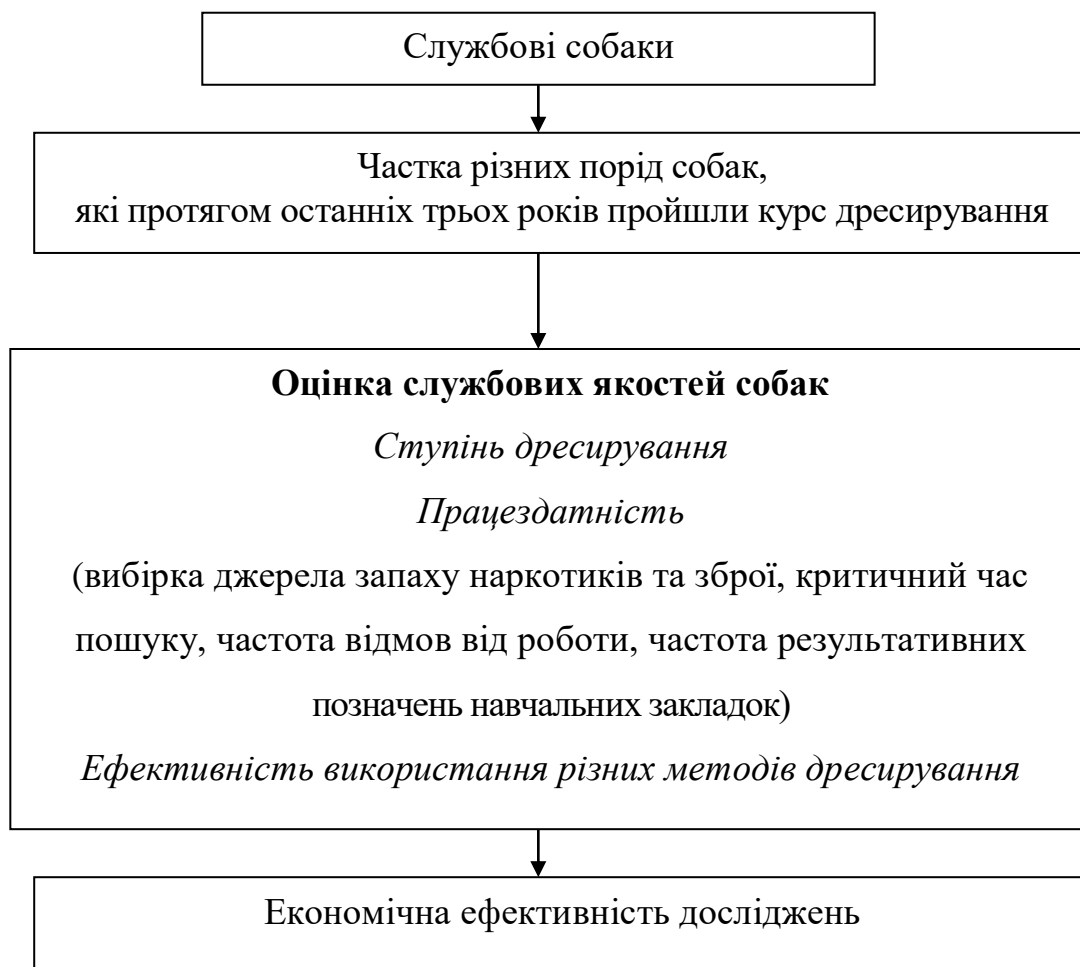 Службові собаки
Частка різних порід собак,
які протягом останніх трьох років пройшли курс дресирування
Оцінка службових якостей собак
Ступінь дресирування
Працездатність
(вибірка джерела запаху наркотиків та зброї, критичний час
пошуку, частота відмов від роботи, частота результативних
позначень навчальних закладок)
Ефективність використання різних методів дресирування
Економічна ефективність досліджень